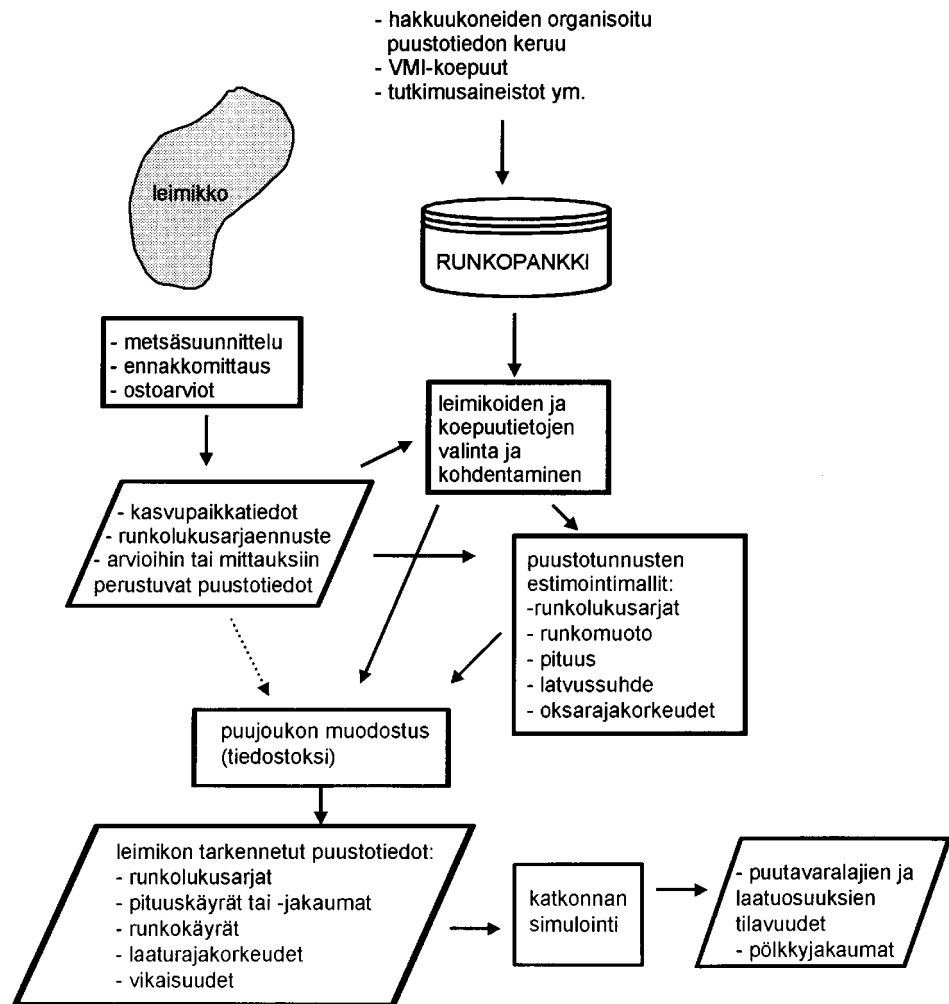 - hakkuukoneiden organisoitu
puustotiedon keruu
- VMI-koepuut
- tutkimusaineistot ym.
leimikko
RUNKOPANKKI
- metsäsuunnittelu
- ennakkomittaus
- ostoarviot
leimikoiden ja
koepuutietojen
valinta ja
kohdentaminen
- kasvupaikkatiedot
- runkolukusarjaennuste
- arvioihin tai mittauksiin
perustuvat puustotiedot
puustotunnusten
estimointimallit:
-runkolukusarjat
- runkomuoto
- pituus
- latvussuhde
- oksarajakorkeudet
puujoukon muodostus
(tiedostoksi)
leimikon tarkennetut puustotiedot:
- runkolukusarjat
- pituuskäyrät tai -jakaumat
- runkokäyrät
- laaturajakorkeudet
- vikaisuudet
katkonnan
simulointi
- puutavaralajien ja
laatuosuuksien
tilavuudet
- pölkkyjakaumat